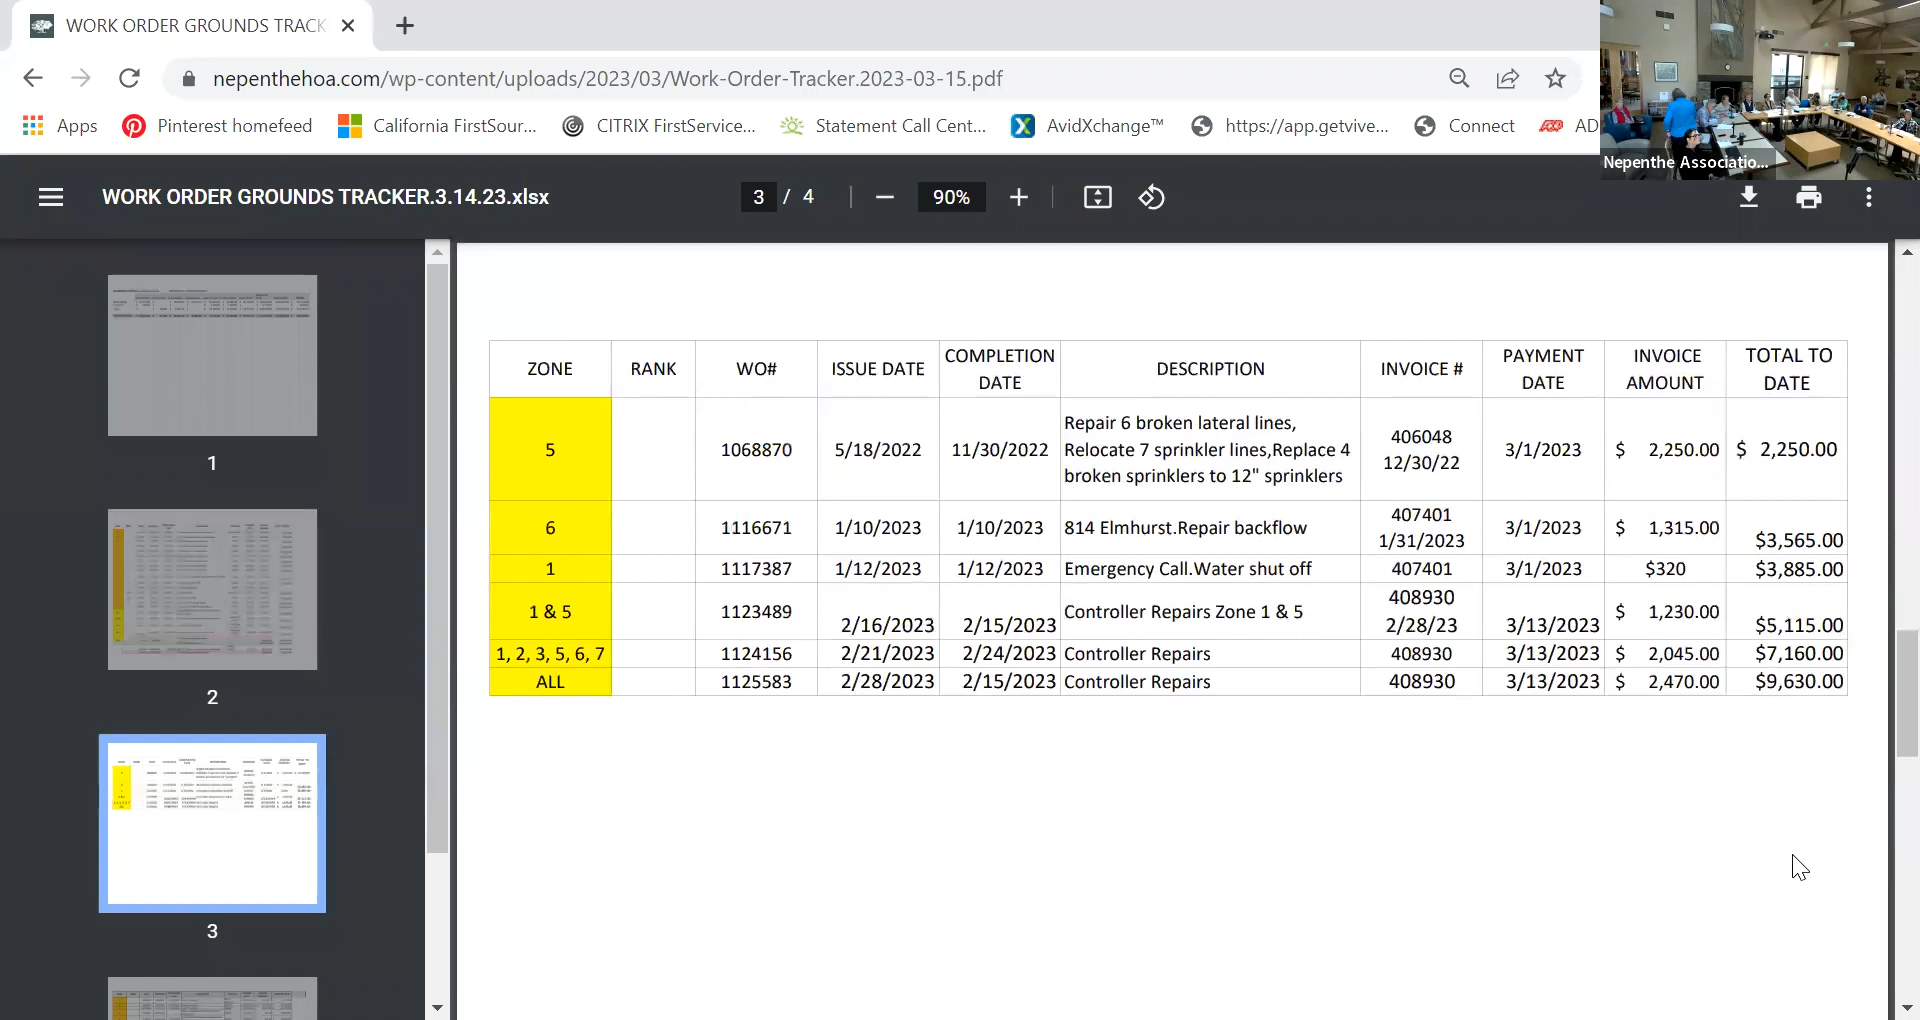 WORK ORDER GROUNDS TRACK
nepenthehoa.com/wp-content/uploads/2023/03/Work-Order-Tracker.2023-03-15.pdf
Apps Pinterest homefeed California FirstSour... CITRIX FirstService... Statement Call Cent... AvidXchange™ https://app.getvive... Connect AD
Nepenthe Associatio...
WORK ORDER GROUNDS TRACKER.3.14.23.xlsx 3 / 4 90%
1
2
3
ZONE RANK WO# ISSUE DATE COMPLETION DATE DESCRIPTION INVOICE # PAYMENT DATE INVOICE AMOUNT TOTAL TO DATE
5 1068870 5/18/2022 11/30/2022 Repair 6 broken lateral lines, Relocate 7 sprinkler lines,Replace 4 broken sprinklers to 12" sprinklers 406048 12/30/22 3/1/2023 $ 2,250.00 $ 2,250.00
6 1116671 1/10/2023 1/10/2023 814 Elmhurst.Repair backflow 407401 1/31/2023 3/1/2023 $ 1,315.00 $3,565.00
1 1117387 1/12/2023 1/12/2023 Emergency Call.Water shut off 407401 3/1/2023 $320 $3,885.00
1 & 5 1123489 2/16/2023 2/15/2023 Controller Repairs Zone 1 & 5 408930 2/28/23 3/13/2023 $ 1,230.00 $5,115.00
1, 2, 3, 5, 6, 7 1124156 2/21/2023 2/24/2023 Controller Repairs 408930 3/13/2023 $ 2,045.00 $7,160.00
ALL 1125583 2/28/2023 2/15/2023 Controller Repairs 408930 3/13/2023 $ 2,470.00 $9,630.00